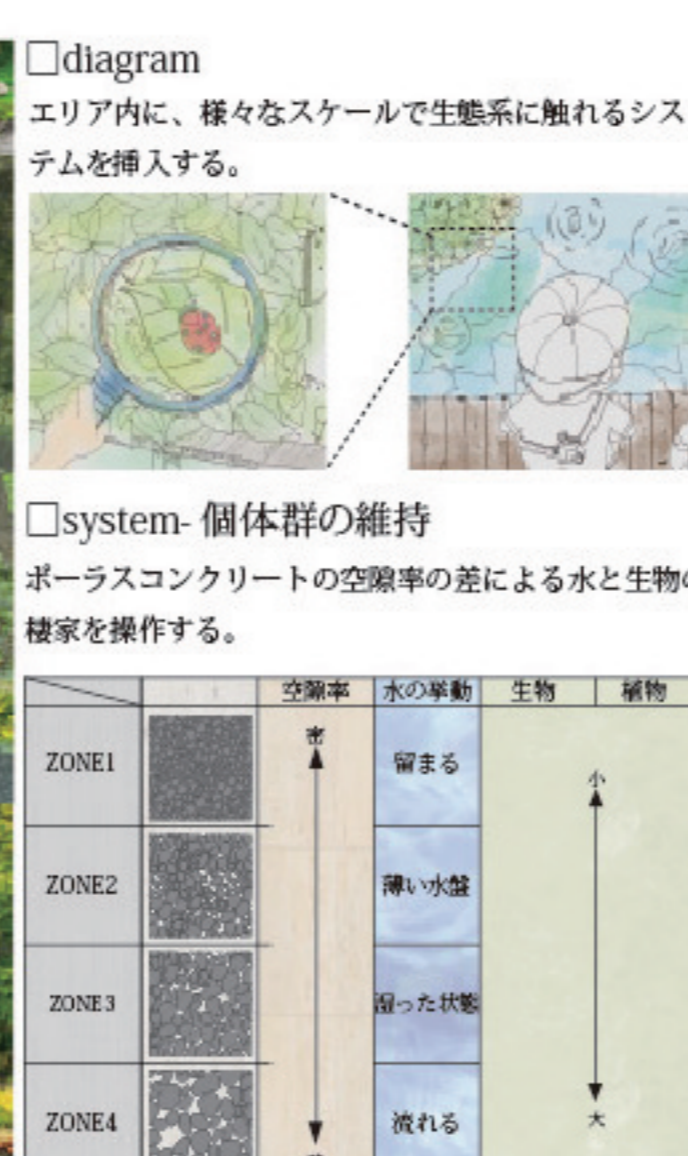 □diagram
エリア内に、様々なスケールで生態系に触れるシス
テムを挿入する。
□system- 個体群の維持
ポーラスコンクリートの空隙率の差による水と生物の
棲家を操作する。
空隙率 水の挙動 生物 植物
密
ZONE1 留まる
小
ZONE2 薄い水盤
ZONE3 湿った状態
ZONE4 流れる
大